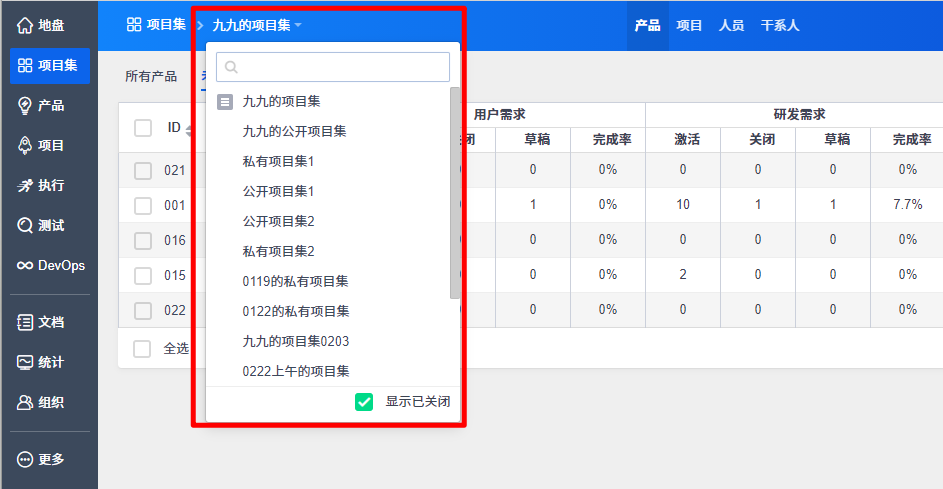 地盘
项目集
产品
项目
执行
测试
DevOps
文档
统计
组织
更多
项目集 九九的项目集
产品 项目 人员 干系人
所有产品
九九的项目集
九九的公开项目集
私有项目集1
公开项目集1
公开项目集2
私有项目集2
0119的私有项目集
0122的私有项目集
九九的项目集0203
0222上午的项目集
显示已关闭
用户需求 研发需求
ID 草稿 完成率 激活 关闭 草稿 完成率
021 0 0% 0 0 0 0%
001 1 0% 10 1 1 7.7%
016 0 0% 0 0 0 0%
015 0 0% 2 0 0 0%
022 0 0% 0 0 0 0%
全选